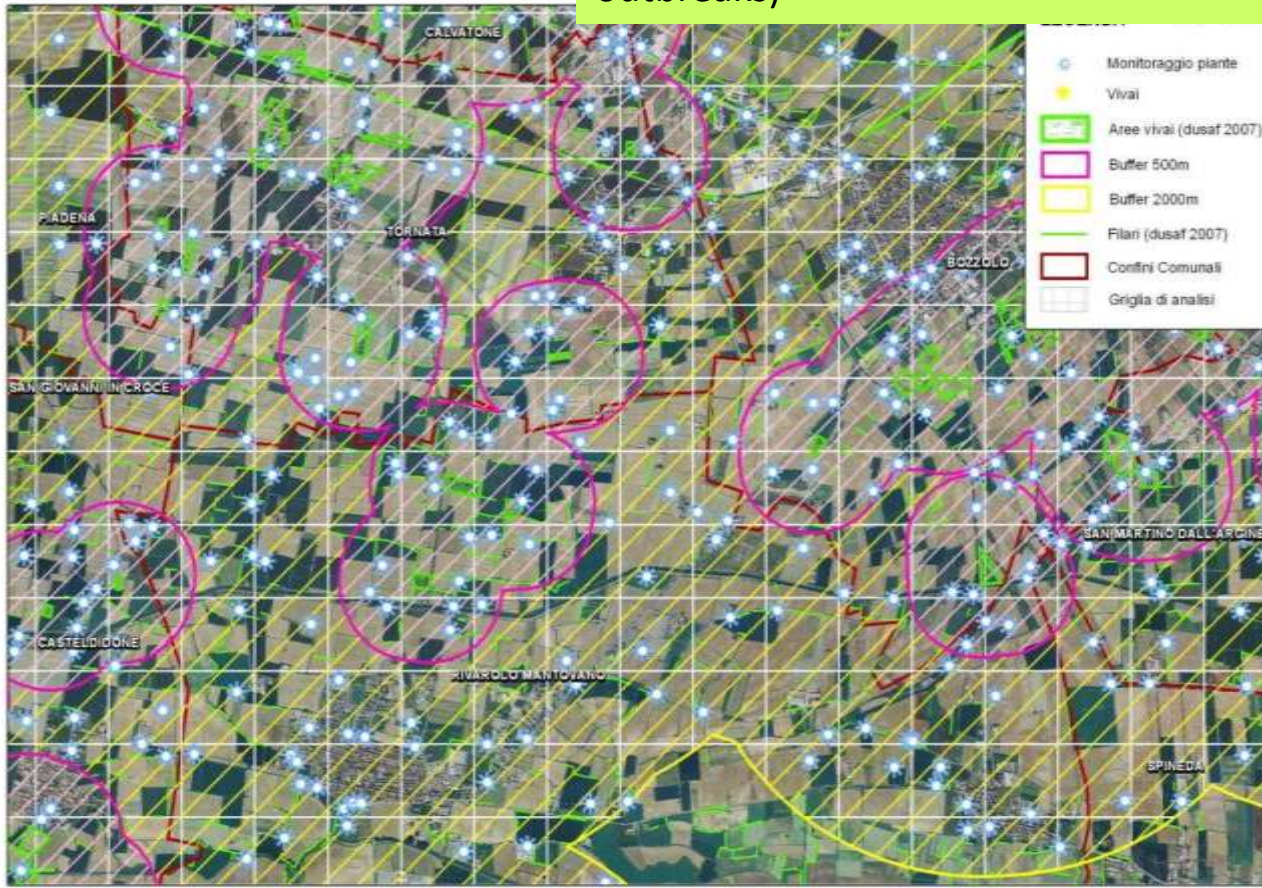 CALVATONE
Monitoraggio piante
Vivai
Aree vivai (dusaf 2007)
Buffer 500m
Buffer 2000m
Filari (dusaf 2007)
Confini Comunali
Griglia di analisi
PIADENA
TORNATA
BOZZOLO
SAN GIOVANNI IN CROCE
SAN MARTINO DALL'ARGINE
CASTELDIDONE
RIVAROLO MANTOVANO
SPINEDA